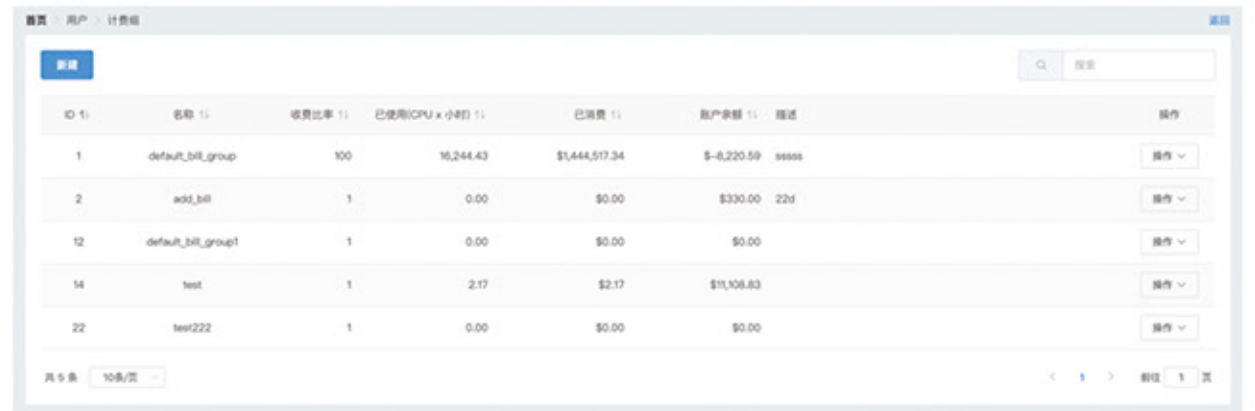 首页 > 用户 > 计费组 返回
新建 搜索
ID 名称 收费比率 已使用(CPU x 小时) 已消费 账户余额 描述 操作
1 default_bill_group 100 16,244.43 $1,444,517.34 $-8,220.59 sssss 操作
2 add_bill 1 0.00 $0.00 $330.00 22d 操作
12 default_bill_group1 1 0.00 $0.00 $0.00 操作
14 test 1 2.17 $2.17 $11,108.83 操作
22 test222 1 0.00 $0.00 $0.00 操作
共 5 条 10条/页 < 1 > 前往 1 页